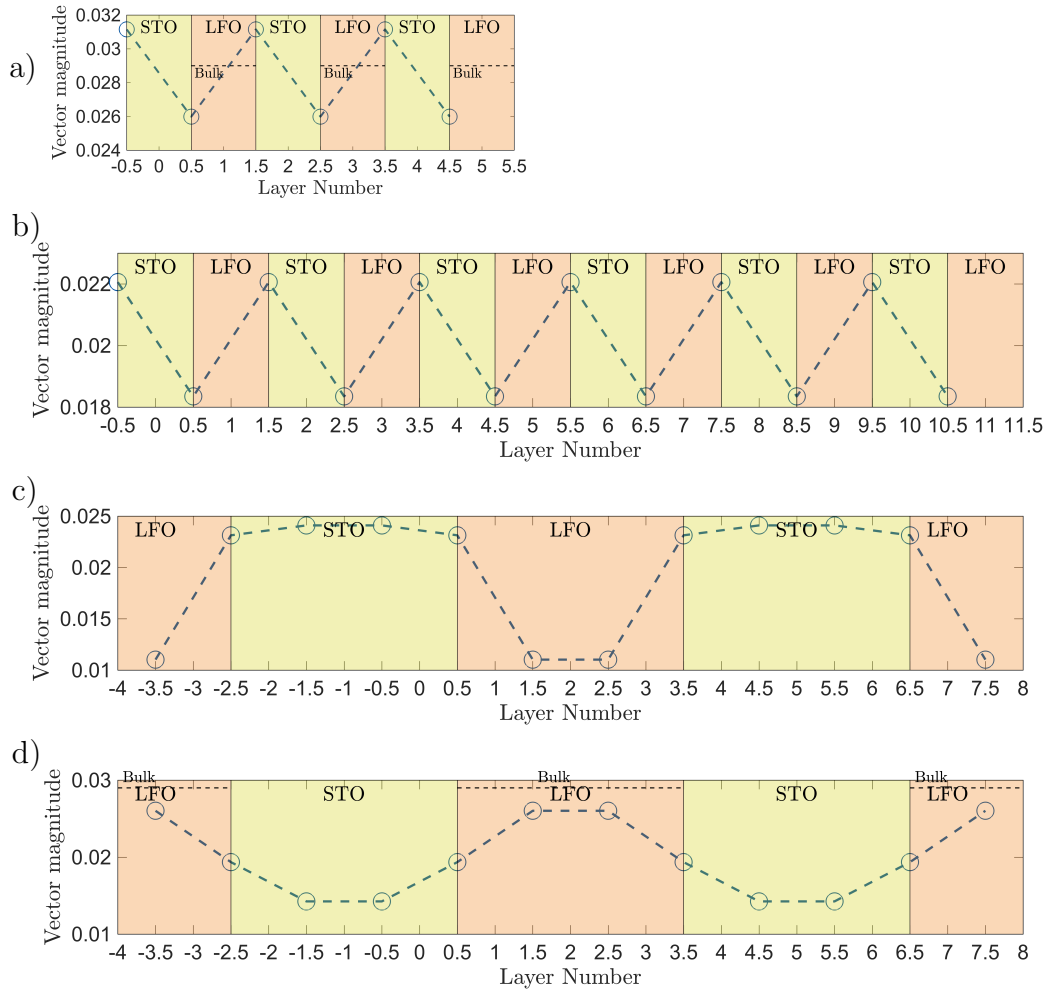 a)
Vector magnitude
0.032
0.03
0.028
0.026
0.024
STO LFO STO LFO STO LFO
Bulk Bulk Bulk
-0.5 0 0.5 1 1.5 2 2.5 3 3.5 4 4.5 5 5.5
Layer Number
b)
Vector magnitude
0.022
0.02
0.018
STO LFO STO LFO STO LFO STO LFO STO LFO STO LFO
-0.5 0 0.5 1 1.5 2 2.5 3 3.5 4 4.5 5 5.5 6 6.5 7 7.5 8 8.5 9 9.5 10 10.5 11 11.5
Layer Number
c)
Vector magnitude
0.025
0.02
0.015
0.01
LFO STO LFO STO LFO
-4 -3.5 -3 -2.5 -2 -1.5 -1 -0.5 0 0.5 1 1.5 2 2.5 3 3.5 4 4.5 5 5.5 6 6.5 7 7.5 8
Layer Number
d)
Vector magnitude
0.03
0.02
0.01
Bulk Bulk Bulk
LFO STO LFO STO LFO
-4 -3.5 -3 -2.5 -2 -1.5 -1 -0.5 0 0.5 1 1.5 2 2.5 3 3.5 4 4.5 5 5.5 6 6.5 7 7.5 8
Layer Number